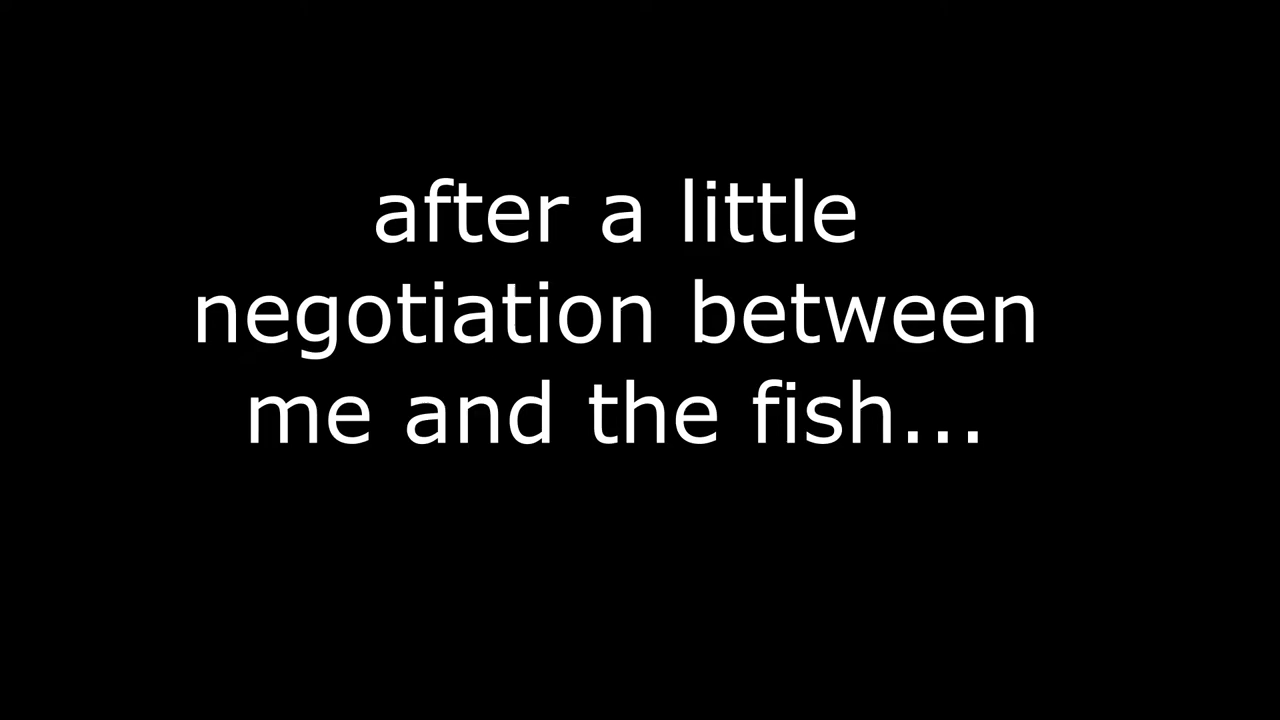 after a little
negotiation between
me and the fish...